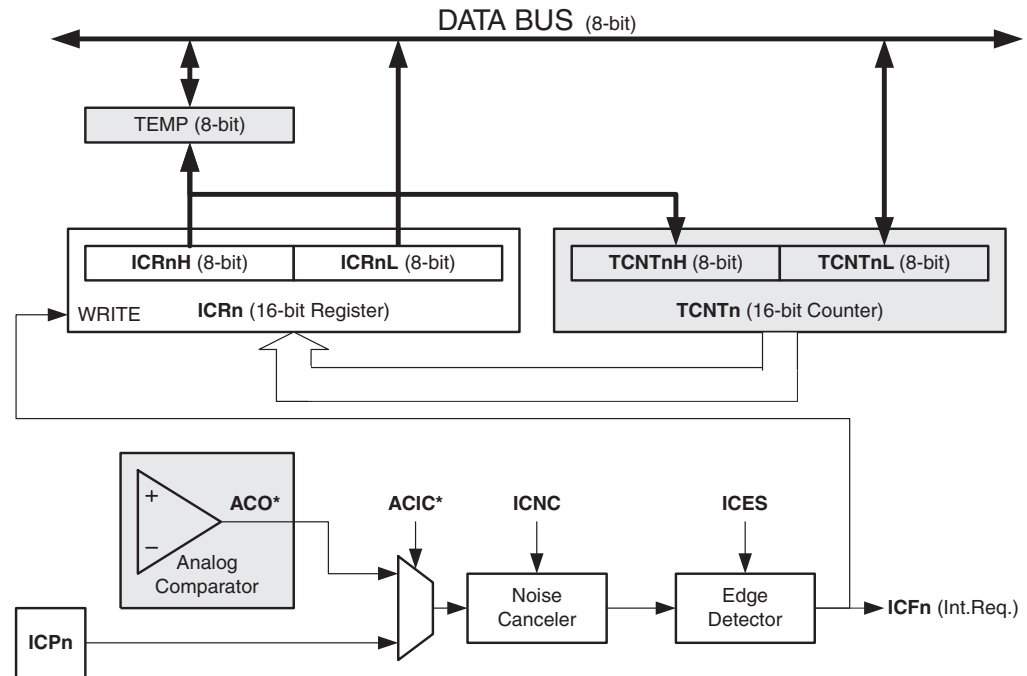 DATA BUS (8-bit)
TEMP (8-bit)
ICRnH (8-bit)
ICRnL (8-bit)
TCNTnH (8-bit)
TCNTnL (8-bit)
WRITE
ICRn (16-bit Register)
TCNTn (16-bit Counter)
+
−
ACO*
Analog
Comparator
ACIC*
ICNC
ICES
Noise
Canceler
Edge
Detector
ICFn (Int.Req.)
ICPn